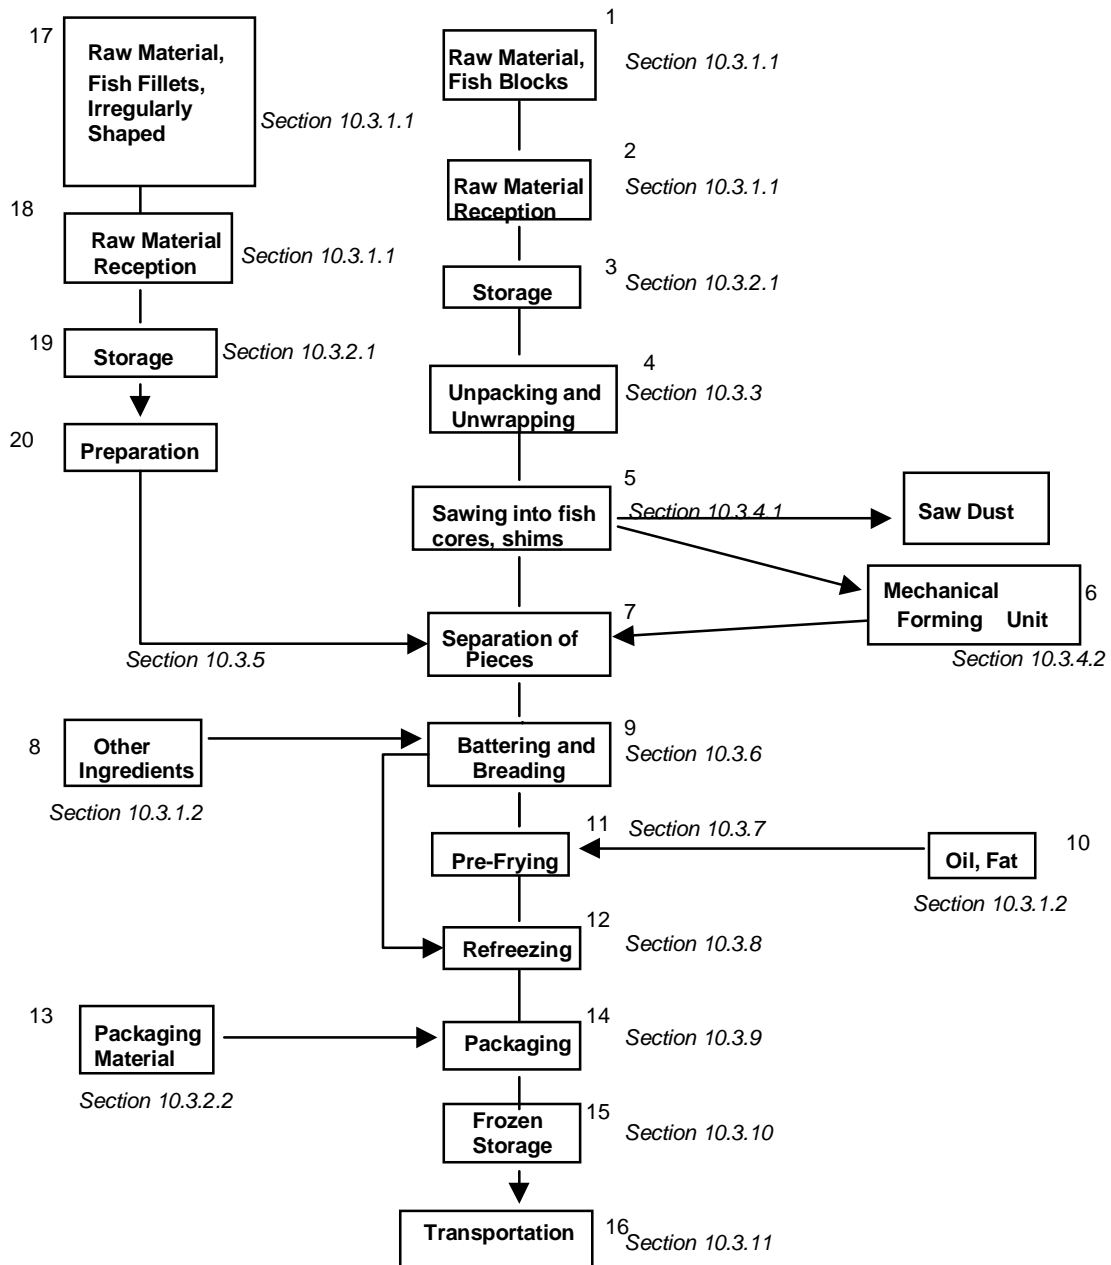 17
Raw Material,
Fish Fillets,
Irregularly
Shaped
Section 10.3.1.1
1
Raw Material,
Fish Blocks
Section 10.3.1.1
2
Raw Material
Reception
Section 10.3.1.1
18
Raw Material
Reception
Section 10.3.1.1
3
Storage
Section 10.3.2.1
19
Storage
Section 10.3.2.1
4
Unpacking and
Unwrapping
Section 10.3.3
20
Preparation
5
Sawing into fish
cores, shims
Section 10.3.4.1
Saw Dust
Mechanical
Forming Unit
6
Section 10.3.4.2
7
Separation of
Pieces
Section 10.3.5
8
Other
Ingredients
Section 10.3.1.2
9
Battering and
Breading
Section 10.3.6
11
Pre-Frying
Section 10.3.7
10
Oil, Fat
Section 10.3.1.2
12
Refreezing
Section 10.3.8
13
Packaging
Material
Section 10.3.2.2
14
Packaging
Section 10.3.9
15
Frozen
Storage
Section 10.3.10
16
Transportation
Section 10.3.11